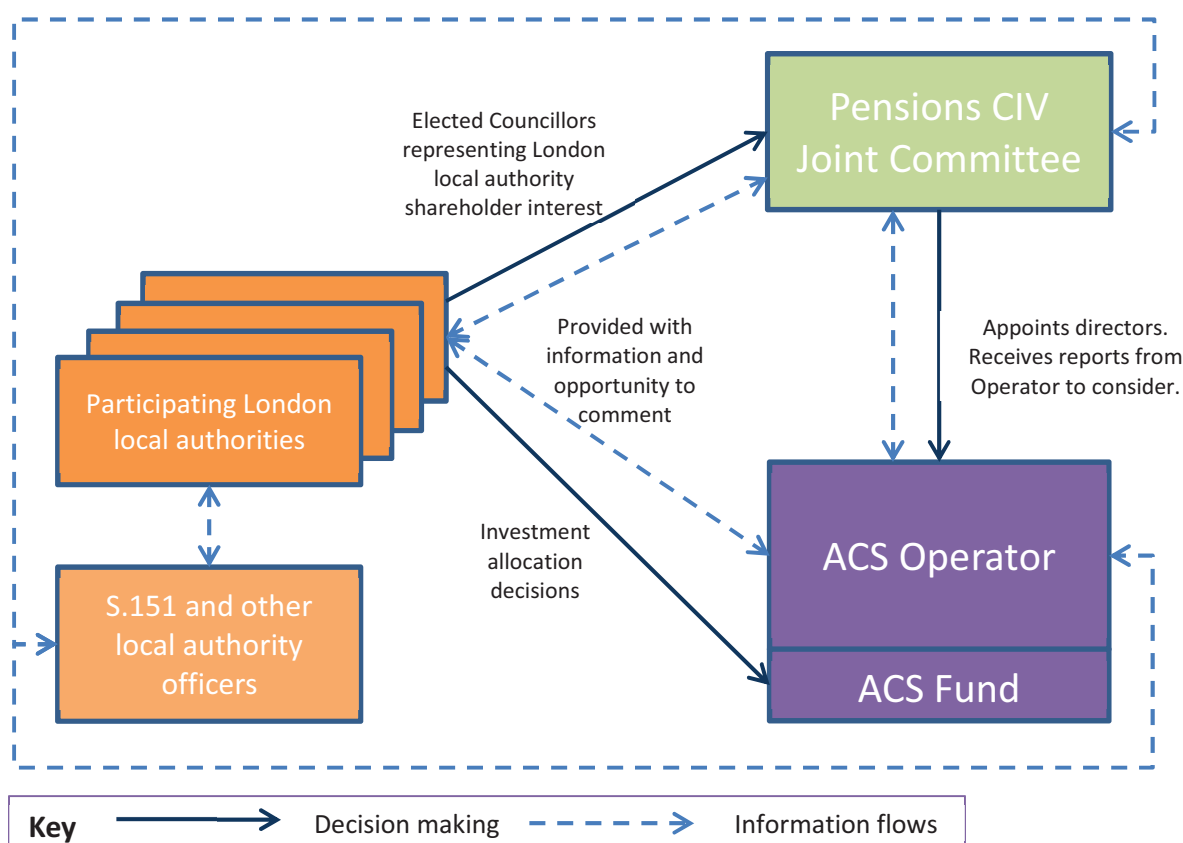 Pensions CIV
Joint Committee
Elected Councillors
representing London
local authority
shareholder interest
Provided with
information and
opportunity to
comment
Appoints directors.
Receives reports from
Operator to consider.
Participating London
local authorities
Investment
allocation
decisions
ACS Operator
ACS Fund
S.151 and other
local authority
officers
Key Decision making Information flows